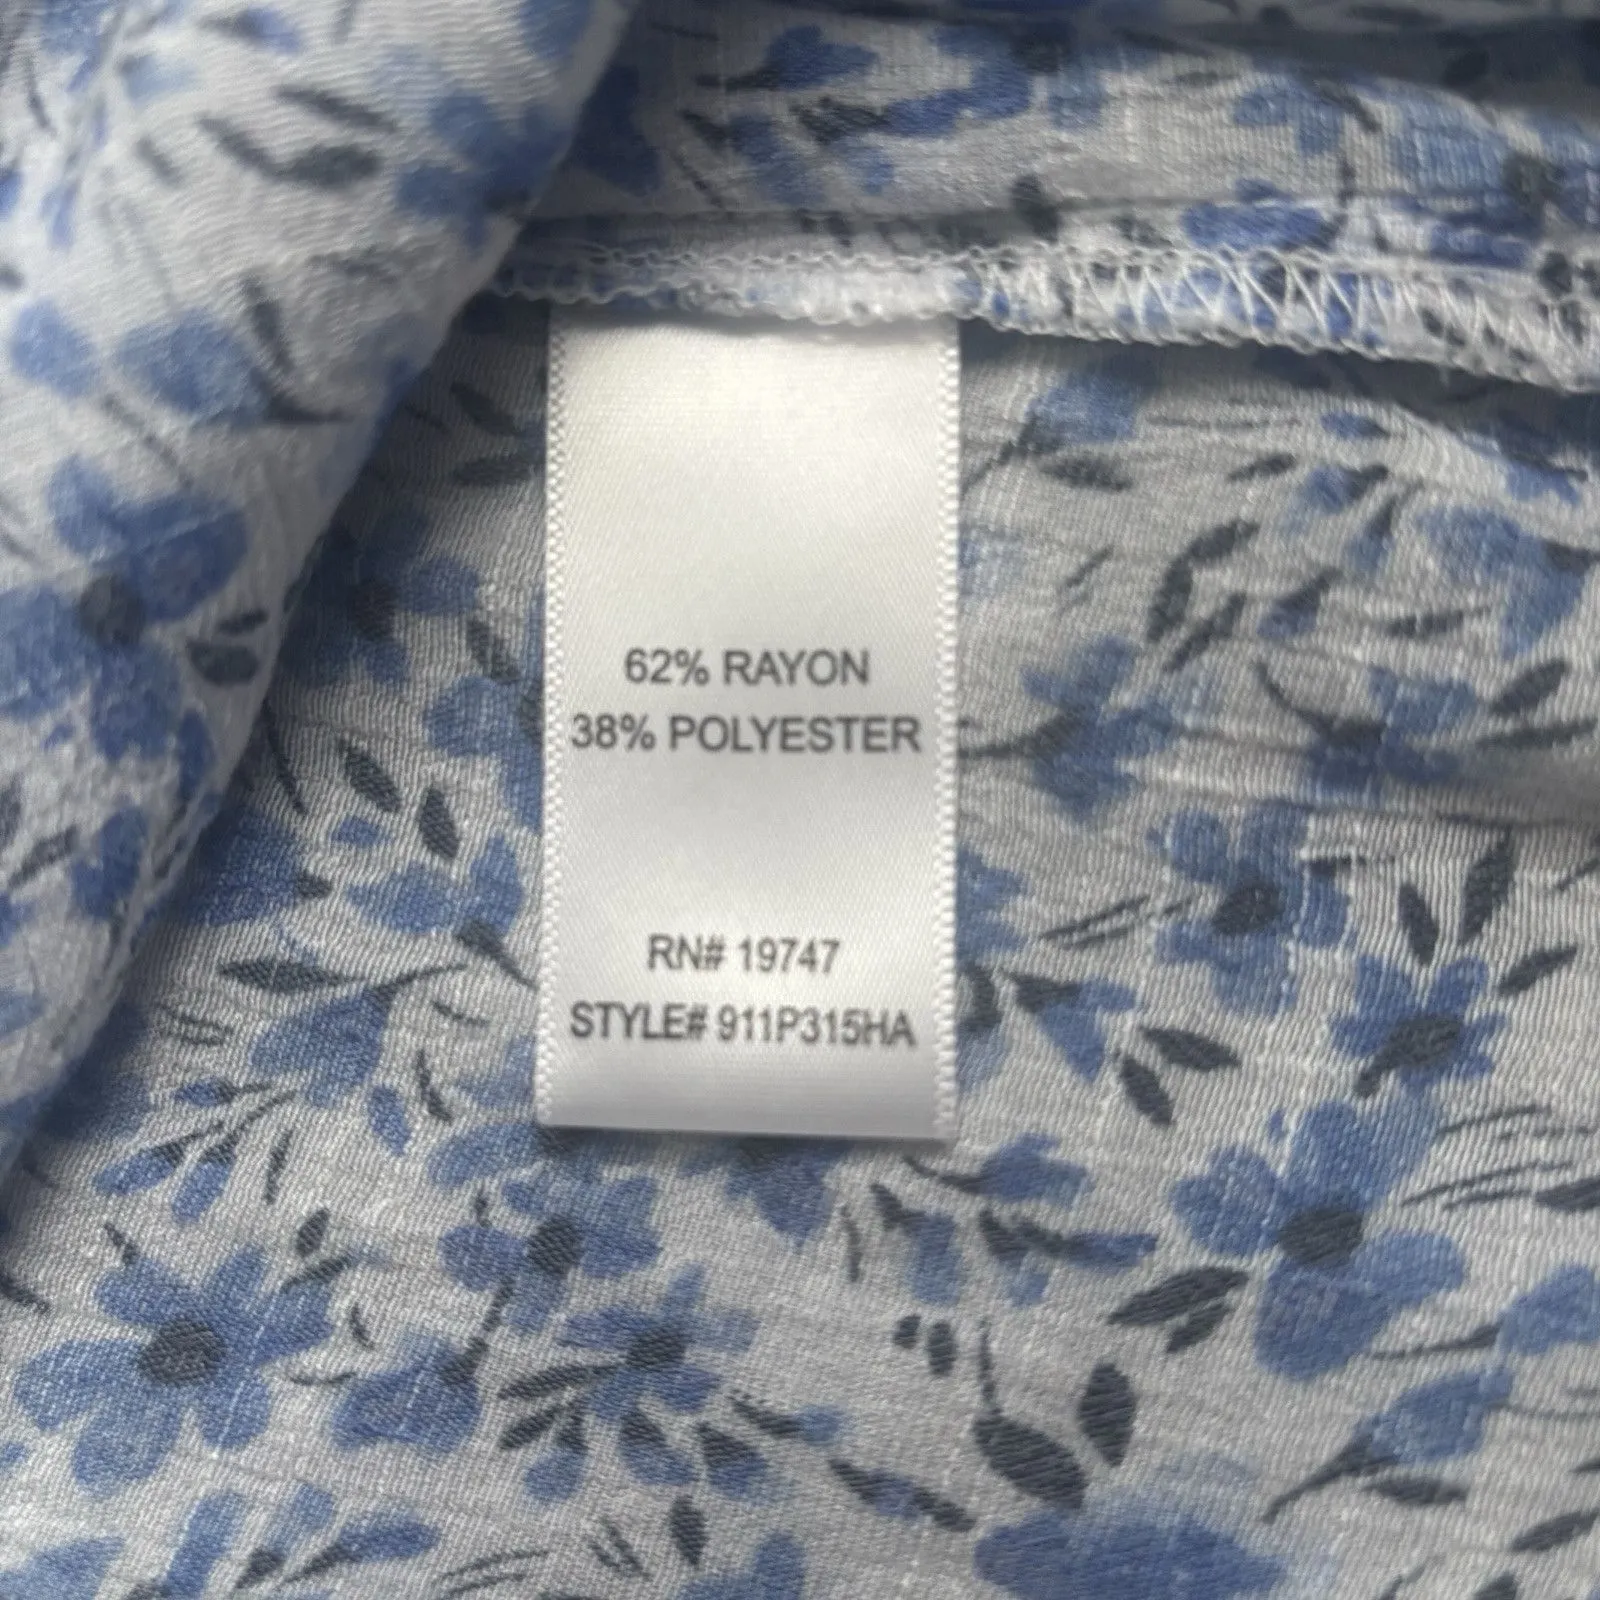 62% RAYON
38% POLYESTER
RN# 19747
STYLE# 911P315HA